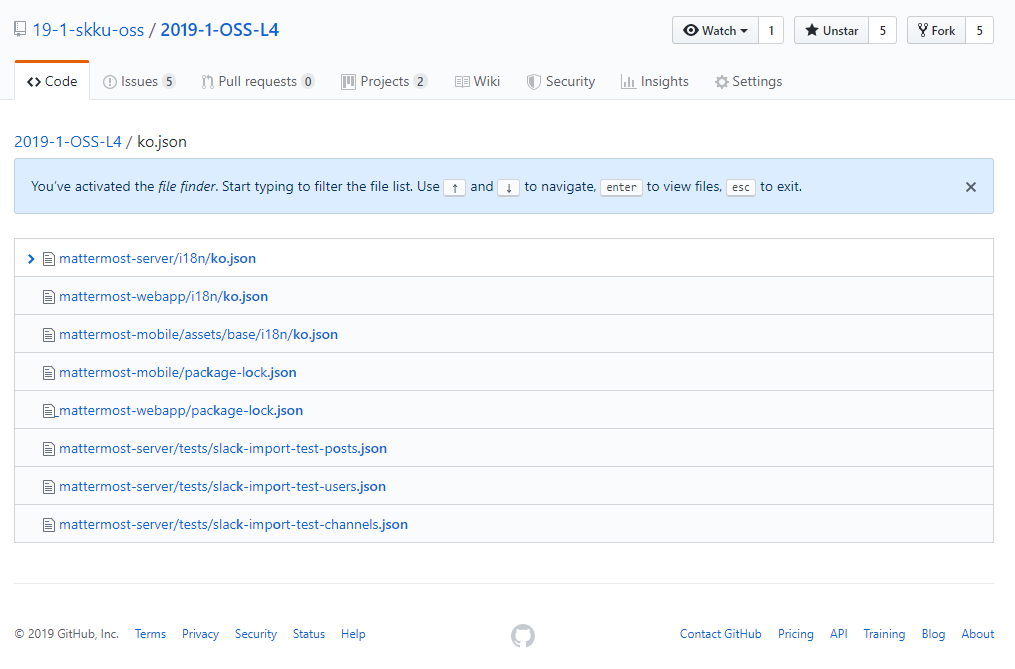 19-1-skku-oss / 2019-1-OSS-L4
Watch 1 Unstar 5 Fork 5
Code Issues 5 Pull requests 0 Projects 2 Wiki Security Insights Settings
2019-1-OSS-L4 / ko.json
You've activated the file finder. Start typing to filter the file list. Use ↑ and ↓ to navigate, enter to view files, esc to exit.
mattermost-server/i18n/ko.json
mattermost-webapp/i18n/ko.json
mattermost-mobile/assets/base/i18n/ko.json
mattermost-mobile/package-lock.json
mattermost-webapp/package-lock.json
mattermost-server/tests/slack-import-test-posts.json
mattermost-server/tests/slack-import-test-users.json
mattermost-server/tests/slack-import-test-channels.json
© 2019 GitHub, Inc. Terms Privacy Security Status Help Contact GitHub Pricing API Training Blog About